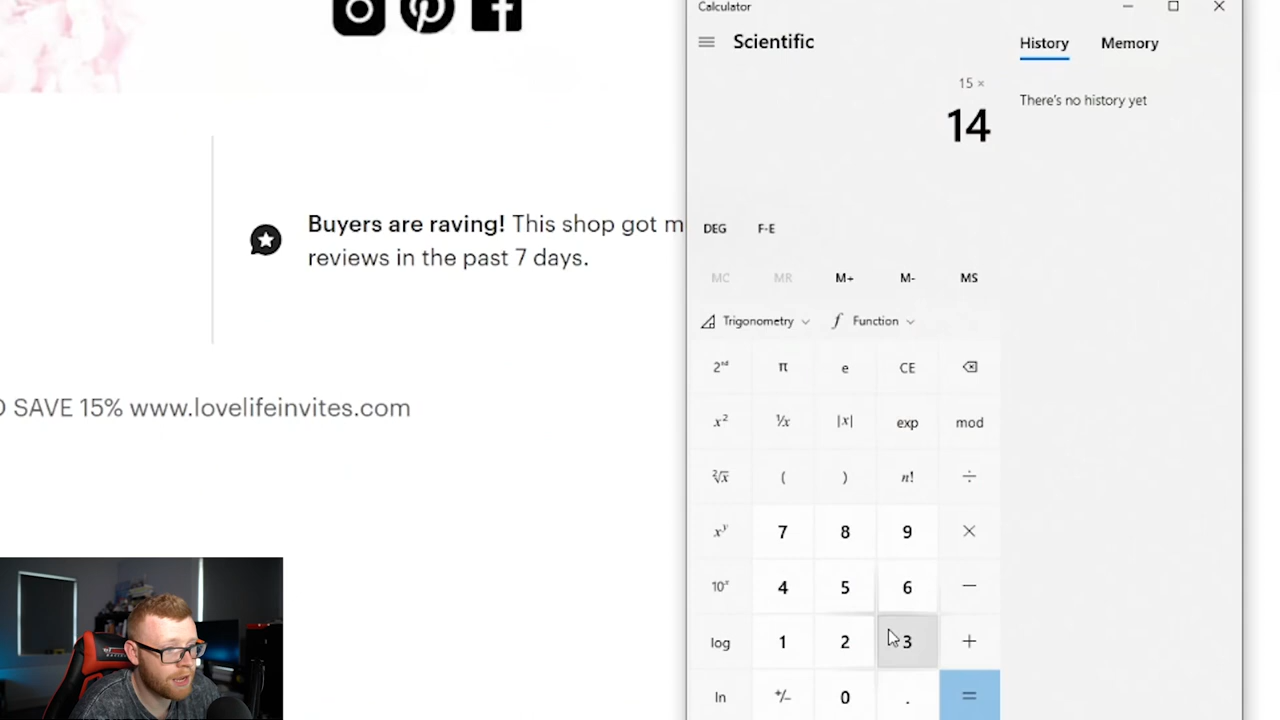 Calculator
Scientific
History
Memory
15 ×
14
There's no history yet
Buyers are raving! This shop got
reviews in the past 7 days.
SAVE 15% www.lovelifeinvites.com
DEG
F-E
MC
MR
M+
M-
MS
Trigonometry
f Function
2ⁿᵈ
π
e
CE
x²
⅟x
|x|
exp
mod
²√x
(
)
n!
÷
xʸ
7
8
9
×
10ˣ
4
5
6
−
log
1
2
3
+
ln
+/−
0
.
=